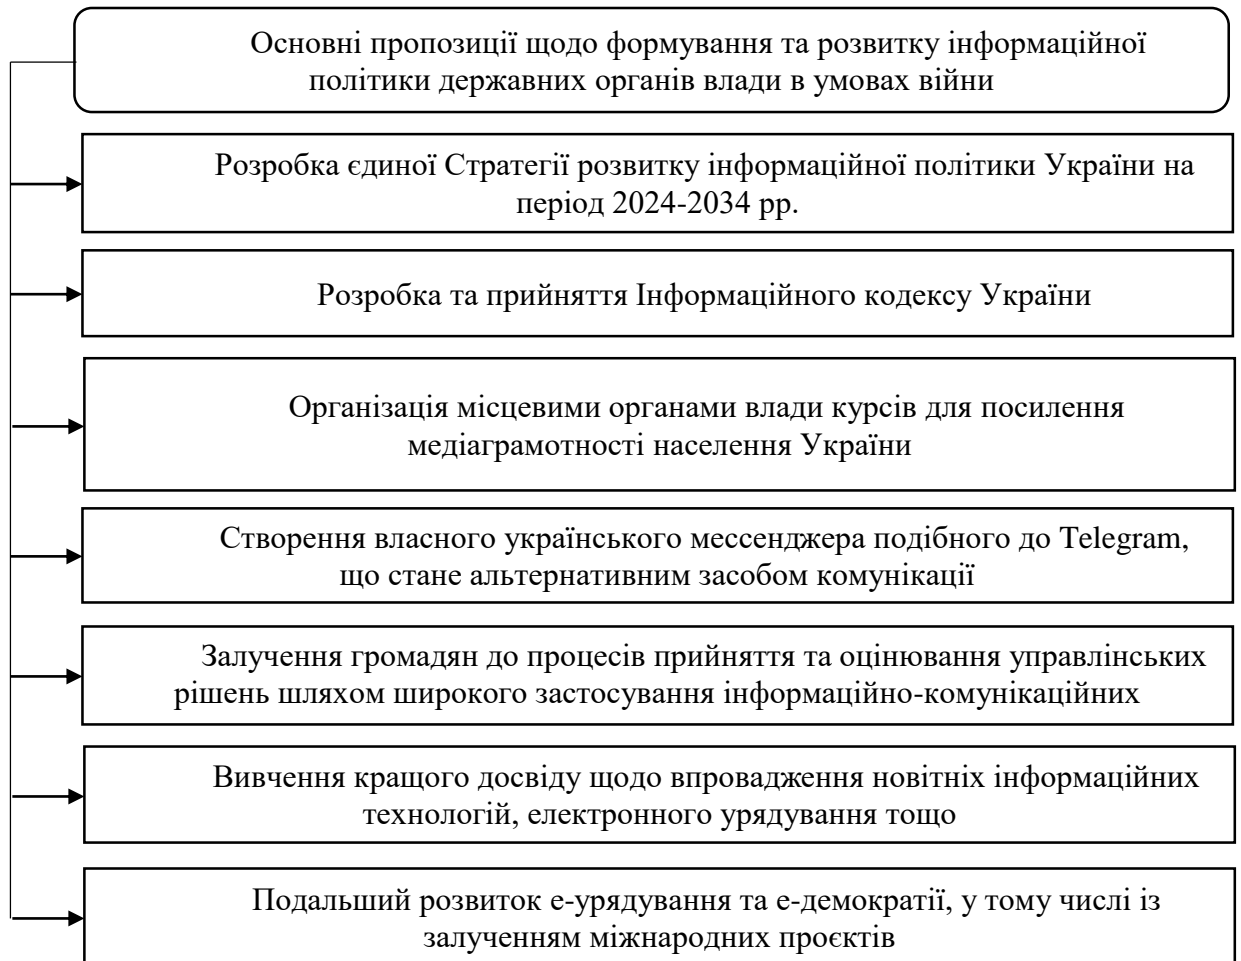 Основні пропозиції щодо формування та розвитку інформаційної
політики державних органів влади в умовах війни
Розробка єдиної Стратегії розвитку інформаційної політики України на
період 2024-2034 рр.
Розробка та прийняття Інформаційного кодексу України
Організація місцевими органами влади курсів для посилення
медіаграмотності населення України
Створення власного українського мессенджера подібного до Telegram,
що стане альтернативним засобом комунікації
Залучення громадян до процесів прийняття та оцінювання управлінських
рішень шляхом широкого застосування інформаційно-комунікаційних
Вивчення кращого досвіду щодо впровадження новітніх інформаційних
технологій, електронного урядування тощо
Подальший розвиток е-урядування та е-демократії, у тому числі із
залученням міжнародних проєктів